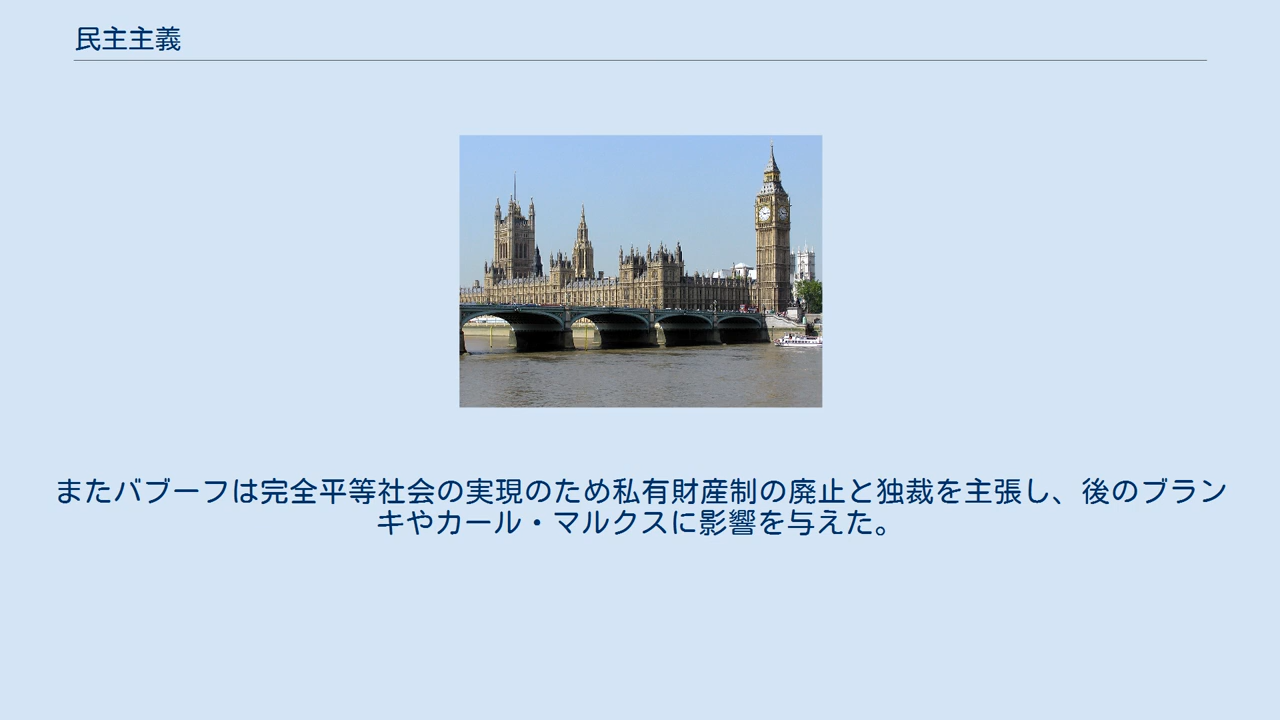 民主主義
またバブーフは完全平等社会の実現のため私有財産制の廃止と独裁を主張し、後のブラン
キやカール・マルクスに影響を与えた。